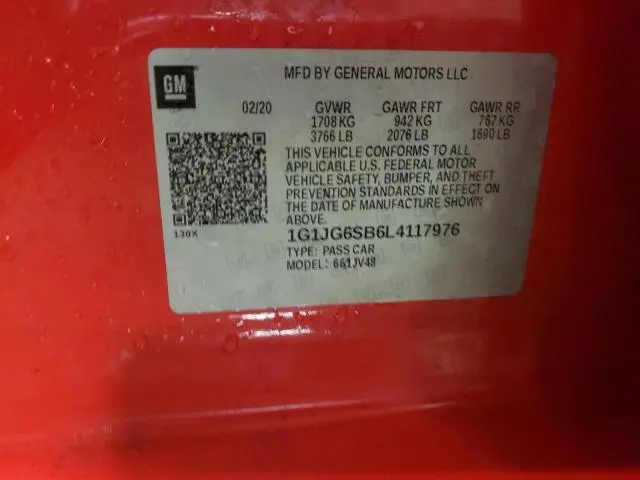 GM
MFD BY GENERAL MOTORS LLC
02/20 GVWR GAWR FRT GAWR RR
1708 KG 942 KG 767 KG
3766 LB 2076 LB 1690 LB
THIS VEHICLE CONFORMS TO ALL
APPLICABLE U.S. FEDERAL MOTOR
VEHICLE SAFETY, BUMPER, AND THEFT
PREVENTION STANDARDS IN EFFECT ON
THE DATE OF MANUFACTURE SHOWN
ABOVE.
130X
1G1JG6SB6L4117976
TYPE: PASS CAR
MODEL: 661JV48